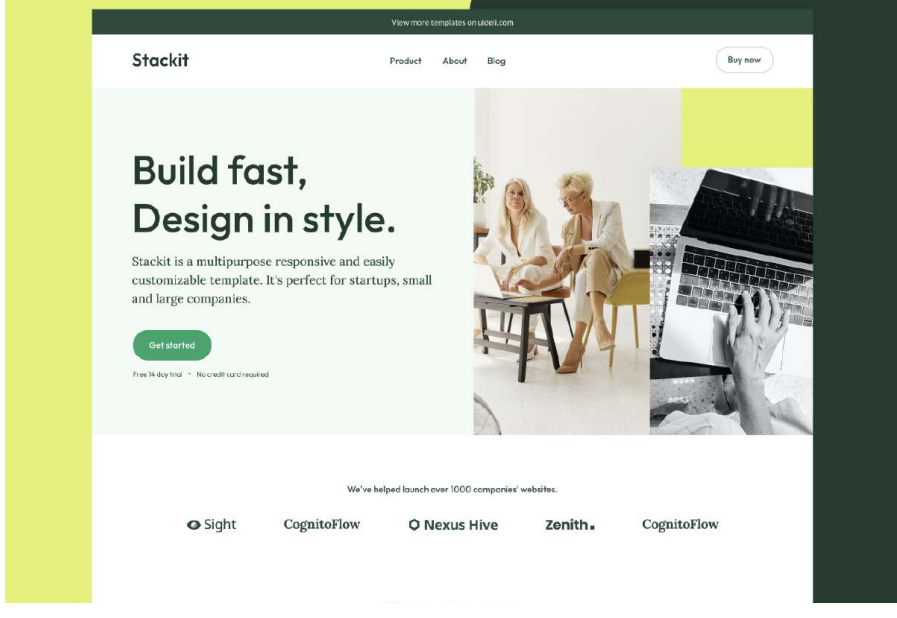 View more templates on uideli.com
Stackit
Product About Blog
Buy now
Build fast,
Design in style.
Stackit is a multipurpose responsive and easily
customizable template. It's perfect for startups, small
and large companies.
Get started
Free 14 day trial • No credit card required
We've helped launch over 1000 companies' websites.
Sight CognitoFlow Nexus Hive Zenith. CognitoFlow